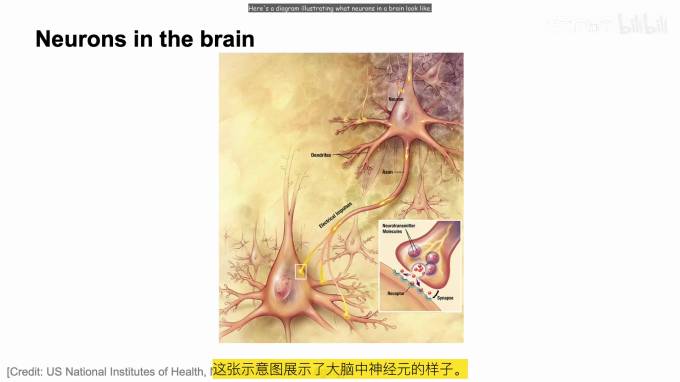 Here's a diagram illustrating what neurons in a brain look like.
bilibili
Neurons in the brain
Neuron
Dendrites
Axon
Electrical impulses
Neurotransmitter
Molecules
Receptor
Synapse
[Credit: US National Institutes of Health,
这张示意图展示了大脑中神经元的样子。